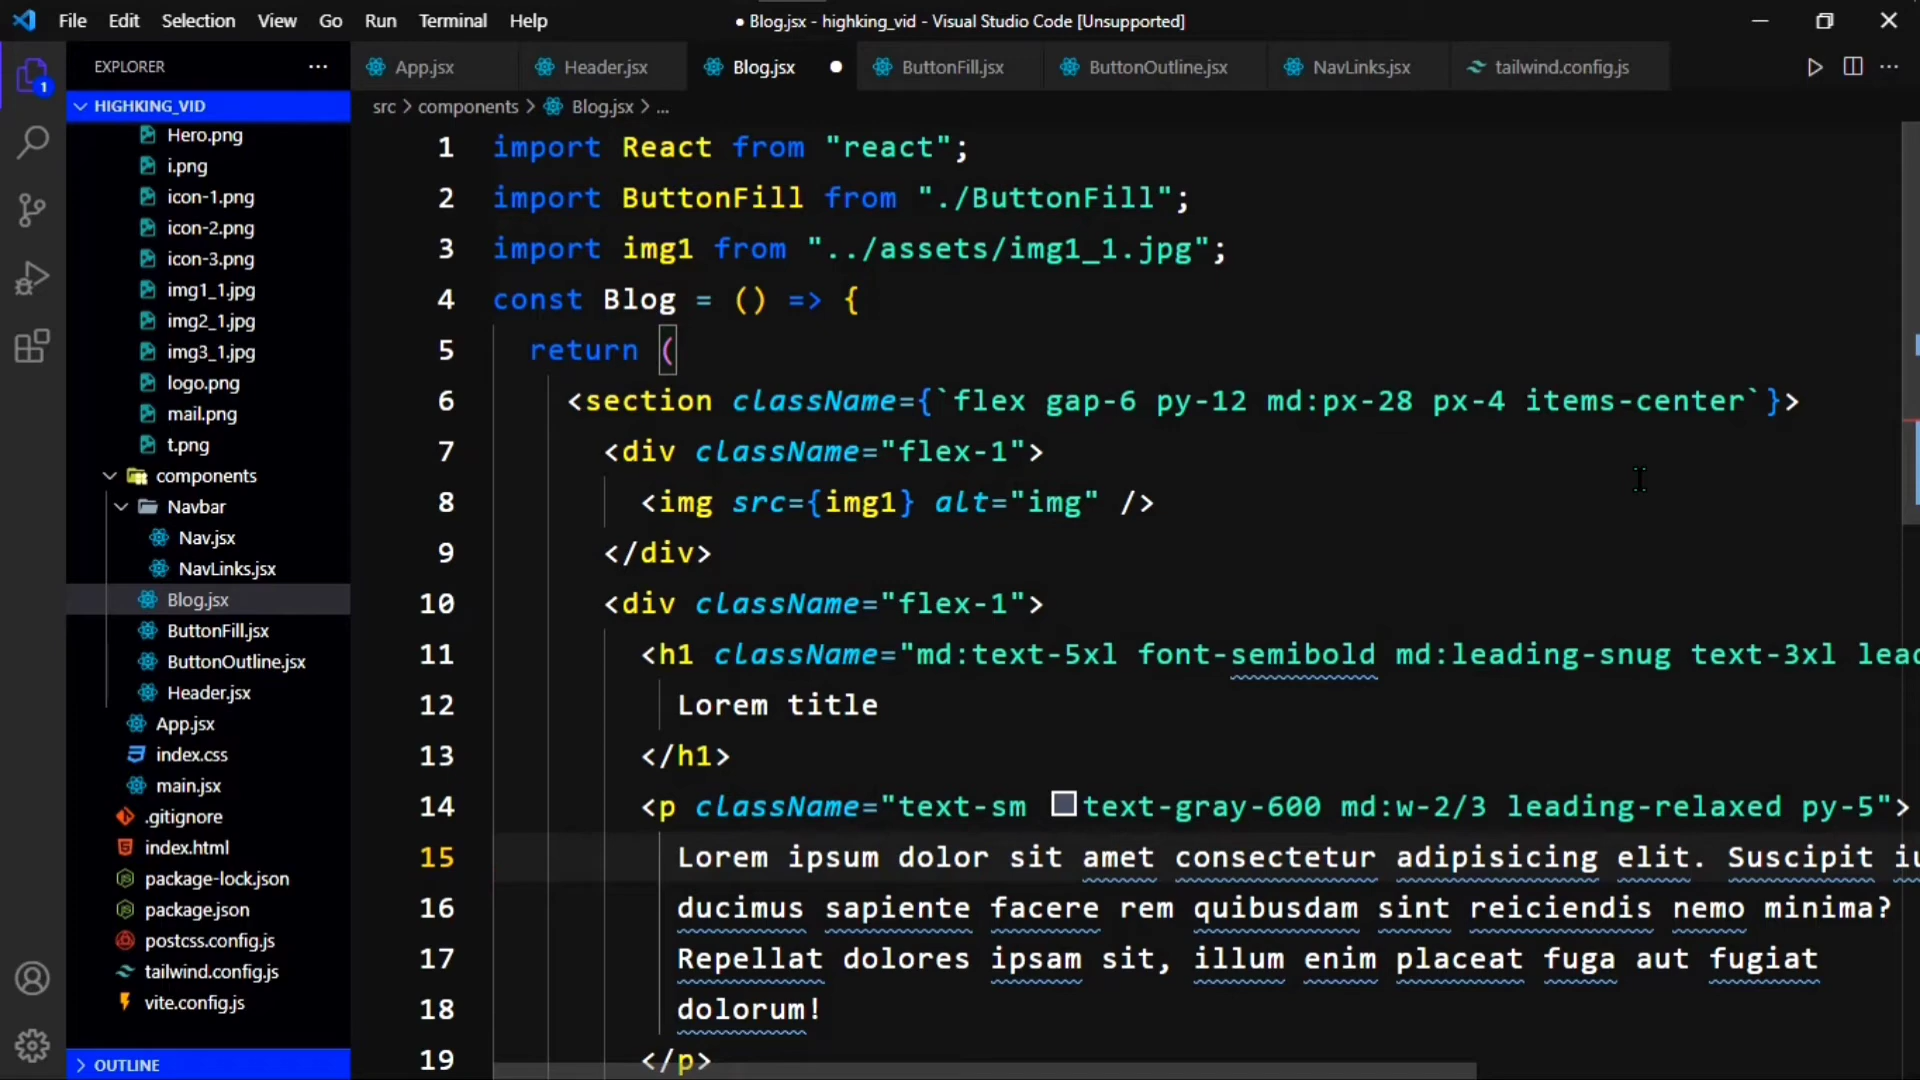 File Edit Selection View Go Run Terminal Help
● Blog.jsx - highking_vid - Visual Studio Code [Unsupported]
EXPLORER
HIGHKING_VID
Hero.png
i.png
icon-1.png
icon-2.png
icon-3.png
img1_1.jpg
img2_1.jpg
img3_1.jpg
logo.png
mail.png
t.png
components
Navbar
Nav.jsx
NavLinks.jsx
Blog.jsx
ButtonFill.jsx
ButtonOutline.jsx
Header.jsx
App.jsx
index.css
main.jsx
.gitignore
index.html
package-lock.json
package.json
postcss.config.js
tailwind.config.js
vite.config.js
OUTLINE
1
App.jsx Header.jsx Blog.jsx ButtonFill.jsx ButtonOutline.jsx NavLinks.jsx tailwind.config.js
src > components > Blog.jsx > ...
1 import React from "react";
2 import ButtonFill from "./ButtonFill";
3 import img1 from "../assets/img1_1.jpg";
4 const Blog = () => {
5 return (
6 <section className={`flex gap-6 py-12 md:px-28 px-4 items-center`}>
7 <div className="flex-1">
8 <img src={img1} alt="img" />
9 </div>
10 <div className="flex-1">
11 <h1 className="md:text-5xl font-semibold md:leading-snug text-3xl lead
12 Lorem title
13 </h1>
14 <p className="text-sm text-gray-600 md:w-2/3 leading-relaxed py-5">
15 Lorem ipsum dolor sit amet consectetur adipisicing elit. Suscipit iu
16 ducimus sapiente facere rem quibusdam sint reiciendis nemo minima?
17 Repellat dolores ipsam sit, illum enim placeat fuga aut fugiat
18 dolorum!
19 </p>